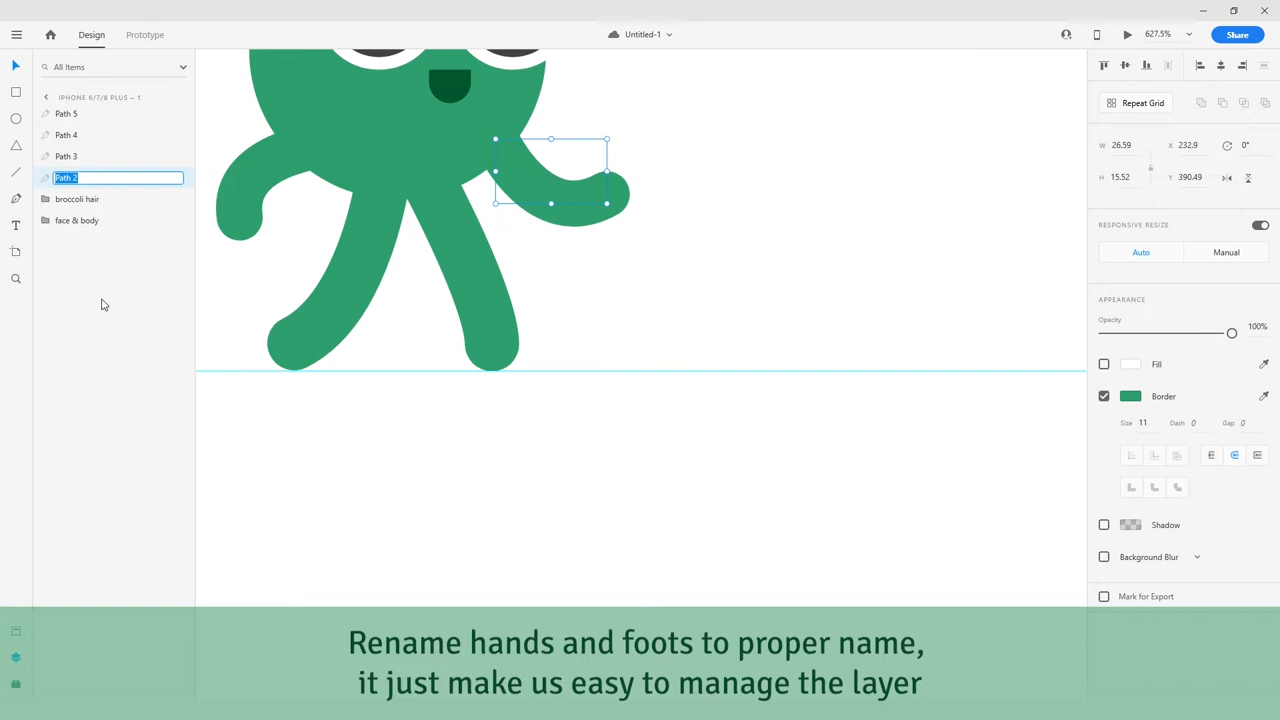 Design
Prototype
Untitled-1
627.5%
Share
All Items
IPHONE 6/7/8 PLUS – 1
Path 5
Path 4
Path 3
Path 2
broccoli hair
face & body
Repeat Grid
W 26.59 X 232.9 0°
H 15.52 Y 390.49
RESPONSIVE RESIZE
Auto Manual
APPEARANCE
Opacity
100%
Fill
Border
Size 11 Dash 0 Gap 0
Shadow
Background Blur
Mark for Export
Rename hands and foots to proper name,
it just make us easy to manage the layer